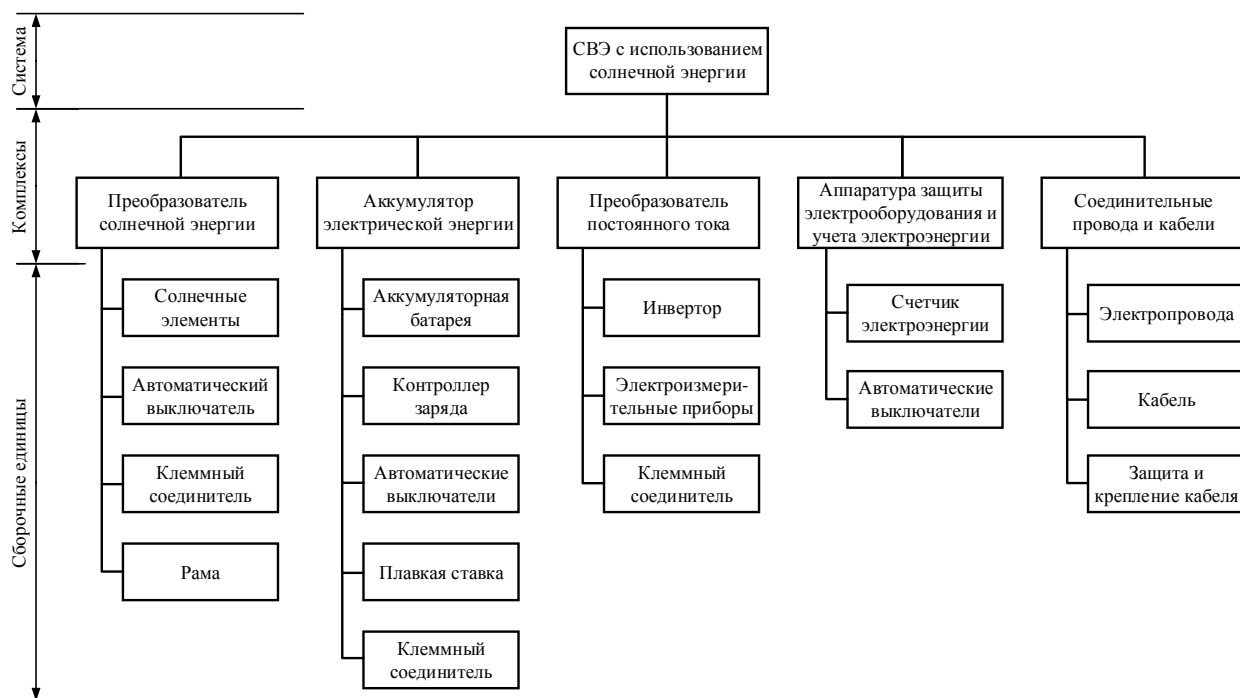 Система
СВЭ с использованием
солнечной энергии
Комплексы
Преобразователь
солнечной энергии
Аккумулятор
электрической энергии
Преобразователь
постоянного тока
Аппаратура защиты
электрооборудования и
учета электроэнергии
Соединительные
провода и кабели
Сборочные единицы
Солнечные
элементы
Автоматический
выключатель
Клеммный
соединитель
Рама
Аккумуляторная
батарея
Контроллер
заряда
Автоматические
выключатели
Плавкая ставка
Клеммный
соединитель
Инвертор
Электроизмери-
тельные приборы
Клеммный
соединитель
Счетчик
электроэнергии
Автоматические
выключатели
Электропровода
Кабель
Защита и
крепление кабеля